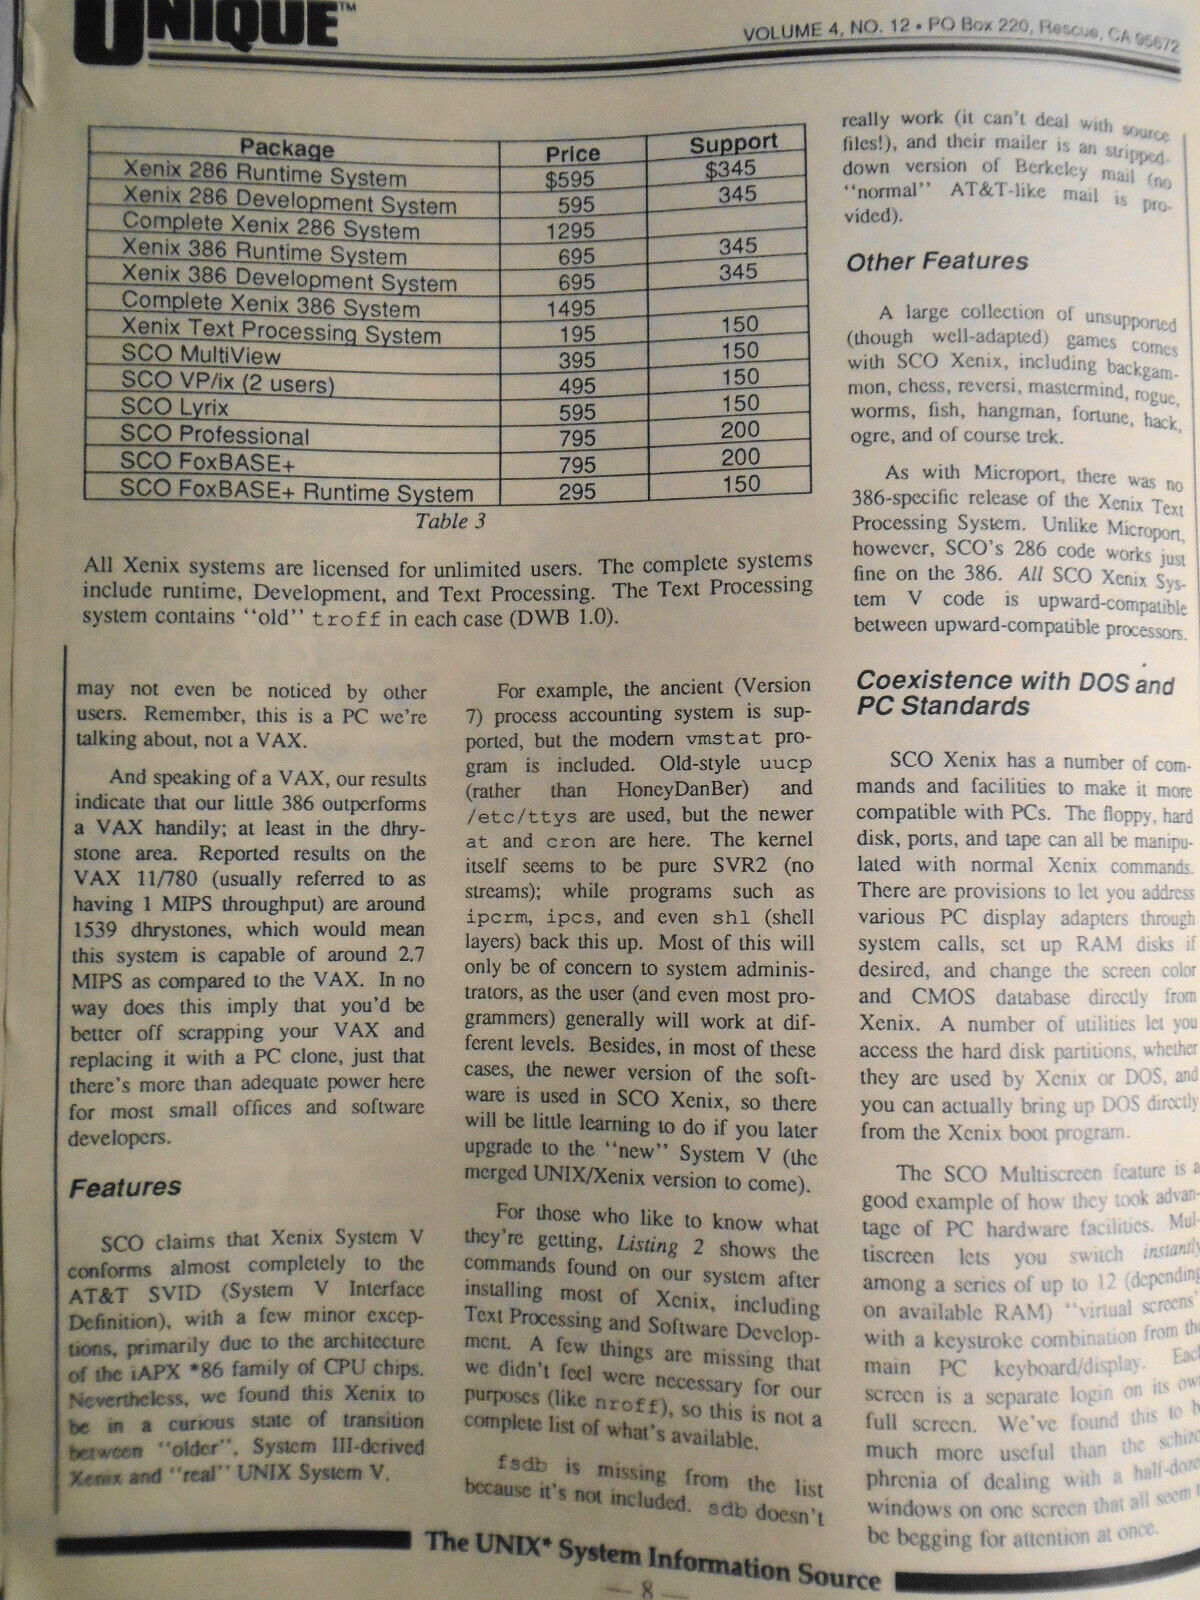 UNIQUE™
VOLUME 4, NO. 12 • PO Box 220, Rescue, CA 95672
Package Price Support
Xenix 286 Runtime System $595 $345
Xenix 286 Development System 595 345
Complete Xenix 286 System 1295
Xenix 386 Runtime System 695 345
Xenix 386 Development System 695 345
Complete Xenix 386 System 1495
Xenix Text Processing System 195 150
SCO MultiView 395 150
SCO VP/ix (2 users) 495 150
SCO Lyrix 595 150
SCO Professional 795 200
SCO FoxBASE+ 795 200
SCO FoxBASE+ Runtime System 295 150
Table 3
All Xenix systems are licensed for unlimited users. The complete systems
include runtime, Development, and Text Processing. The Text Processing
system contains "old" troff in each case (DWB 1.0).
may not even be noticed by other
users. Remember, this is a PC we're
talking about, not a VAX.
And speaking of a VAX, our results
indicate that our little 386 outperforms
a VAX handily; at least in the dhry-
stone area. Reported results on the
VAX 11/780 (usually referred to as
having 1 MIPS throughput) are around
1539 dhrystones, which would mean
this system is capable of around 2.7
MIPS as compared to the VAX. In no
way does this imply that you'd be
better off scrapping your VAX and
replacing it with a PC clone, just that
there's more than adequate power here
for most small offices and software
developers.
Features
SCO claims that Xenix System V
conforms almost completely to the
AT&T SVID (System V Interface
Definition), with a few minor excep-
tions, primarily due to the architecture
of the iAPX *86 family of CPU chips.
Nevertheless, we found this Xenix to
be in a curious state of transition
between "older", System III-derived
Xenix and "real" UNIX System V.
For example, the ancient (Version
7) process accounting system is sup-
ported, but the modern vmstat pro-
gram is included. Old-style uucp
(rather than HoneyDanBer) and
/etc/ttys are used, but the newer
at and cron are here. The kernel
itself seems to be pure SVR2 (no
streams); while programs such as
ipcrm, ipcs, and even shl (shell
layers) back this up. Most of this will
only be of concern to system adminis-
trators, as the user (and even most pro-
grammers) generally will work at dif-
ferent levels. Besides, in most of these
cases, the newer version of the soft-
ware is used in SCO Xenix, so there
will be little learning to do if you later
upgrade to the "new" System V (the
merged UNIX/Xenix version to come).
For those who like to know what
they're getting, Listing 2 shows the
commands found on our system after
installing most of Xenix, including
Text Processing and Software Develop-
ment. A few things are missing that
we didn't feel were necessary for our
purposes (like nroff), so this is not a
complete list of what's available.
fsdb is missing from the list
because it's not included. sdb doesn't
really work (it can't deal with source
files!), and their mailer is an stripped-
down version of Berkeley mail (no
"normal" AT&T-like mail is pro-
vided).
Other Features
A large collection of unsupported
(though well-adapted) games comes
with SCO Xenix, including backgam-
mon, chess, reversi, mastermind, rogue,
worms, fish, hangman, fortune, hack,
ogre, and of course trek.
As with Microport, there was no
386-specific release of the Xenix Text
Processing System. Unlike Microport,
however, SCO's 286 code works just
fine on the 386. All SCO Xenix Sys-
tem V code is upward-compatible
between upward-compatible processors.
Coexistence with DOS and
PC Standards
SCO Xenix has a number of com-
mands and facilities to make it more
compatible with PCs. The floppy, hard
disk, ports, and tape can all be manipu-
lated with normal Xenix commands.
There are provisions to let you address
various PC display adapters through
system calls, set up RAM disks if
desired, and change the screen color
and CMOS database directly from
Xenix. A number of utilities let you
access the hard disk partitions, whether
they are used by Xenix or DOS, and
you can actually bring up DOS directly
from the Xenix boot program.
The SCO Multiscreen feature is a
good example of how they took advan-
tage of PC hardware facilities. Mul-
tiscreen lets you switch instantly
among a series of up to 12 (depending
on available RAM) "virtual screens"
with a keystroke combination from the
main PC keyboard/display. Each
screen is a separate login on its own
full screen. We've found this to b
much more useful than the schizo
phrenia of dealing with a half-doze
windows on one screen that all seem t
be begging for attention at once.
The UNIX* System Information Source
— 8 —